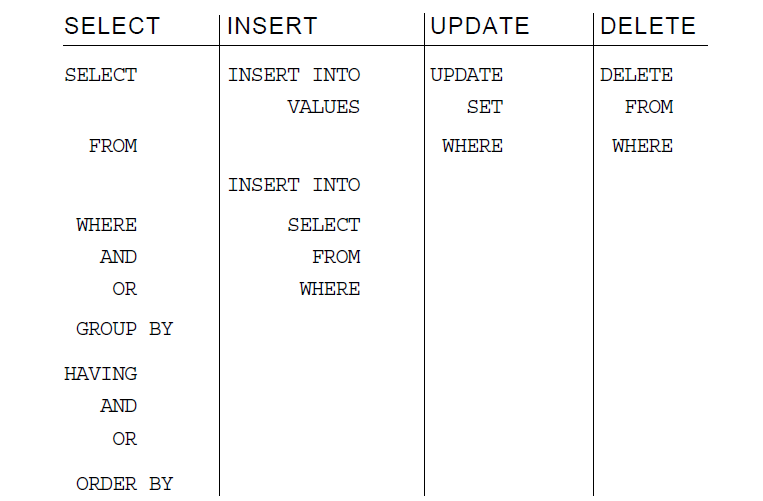 SELECT INSERT UPDATE DELETE
SELECT INSERT INTO UPDATE DELETE
VALUES SET FROM
FROM WHERE WHERE
INSERT INTO
WHERE SELECT
AND FROM
OR WHERE
GROUP BY
HAVING
AND
OR
ORDER BY